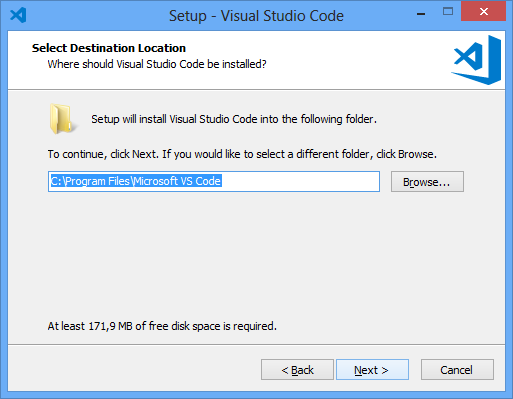 Setup - Visual Studio Code
Select Destination Location
Where should Visual Studio Code be installed?
Setup will install Visual Studio Code into the following folder.
To continue, click Next. If you would like to select a different folder, click Browse.
C:\Program Files\Microsoft VS Code
Browse...
At least 171,9 MB of free disk space is required.
< Back
Next >
Cancel